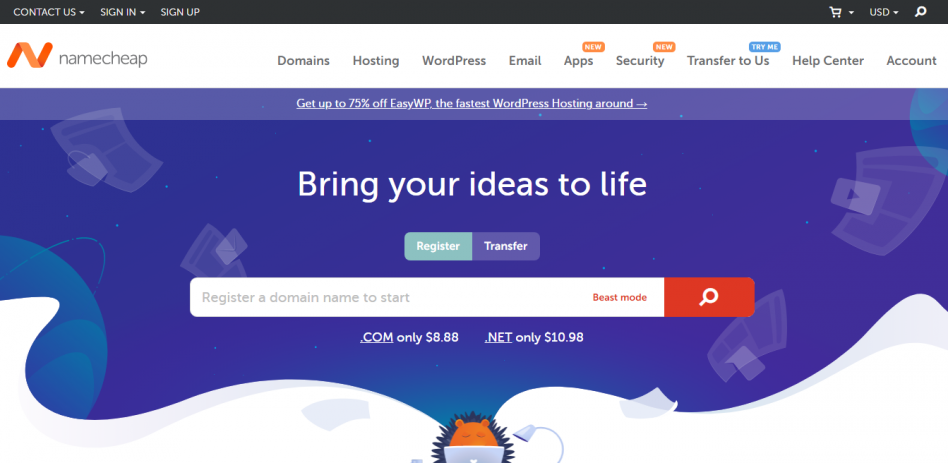 CONTACT US SIGN IN SIGN UP USD
namecheap
NEW NEW TRY ME
Domains Hosting WordPress Email Apps Security Transfer to Us Help Center Account
Get up to 75% off EasyWP, the fastest WordPress Hosting around →
Bring your ideas to life
Register Transfer
Register a domain name to start Beast mode
.COM only $8.88 .NET only $10.98